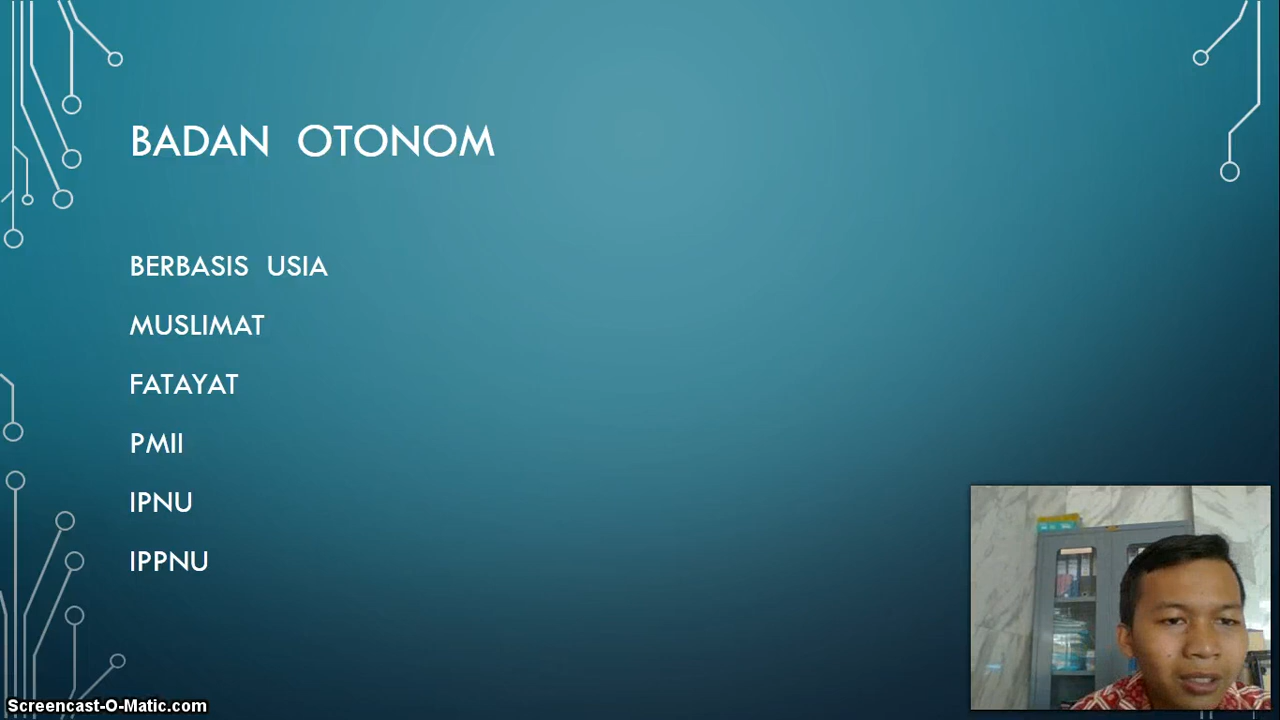 BADAN OTONOM
BERBASIS USIA
MUSLIMAT
FATAYAT
PMII
IPNU
IPPNU
Screencast-O-Matic.com